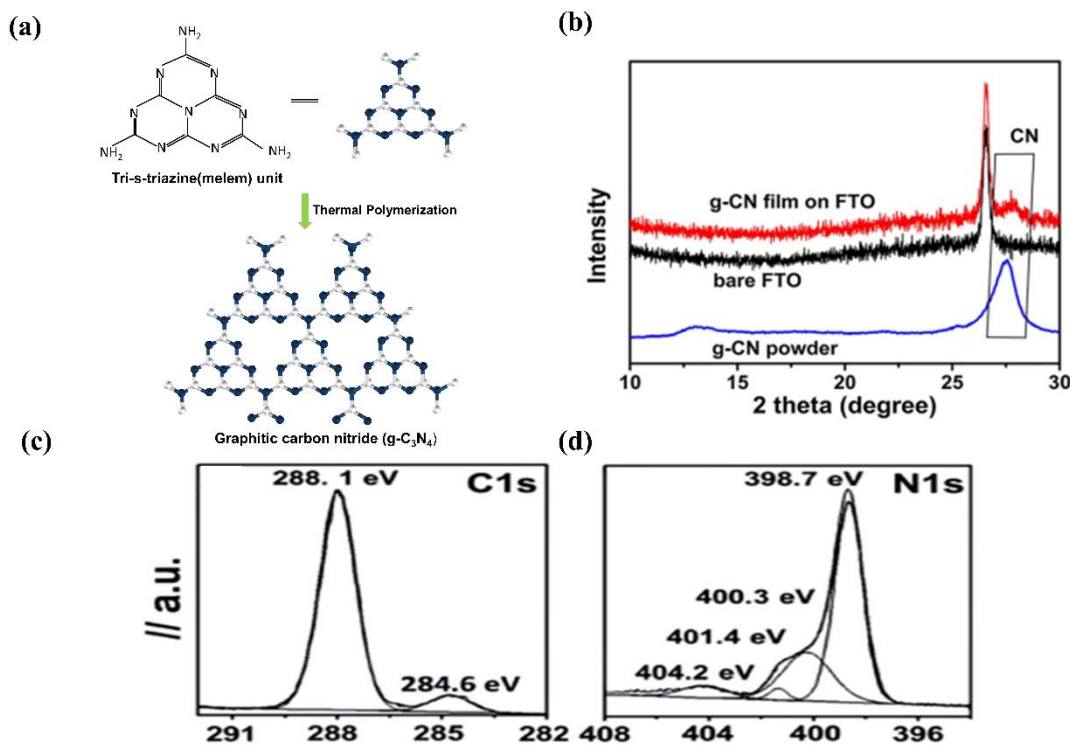 (a)
NH2
N N
N N
N
NH2 N N NH2
Tri-s-triazine(melem) unit
Thermal Polymerization
Graphitic carbon nitride (g-C3N4)
(b)
CN
g-CN film on FTO
bare FTO
g-CN powder
Intensity
10 15 20 25 30
2 theta (degree)
(c)
288. 1 eV
C1s
284.6 eV
// a.u.
291 288 285 282
(d)
398.7 eV
N1s
400.3 eV
401.4 eV
404.2 eV
408 404 400 396